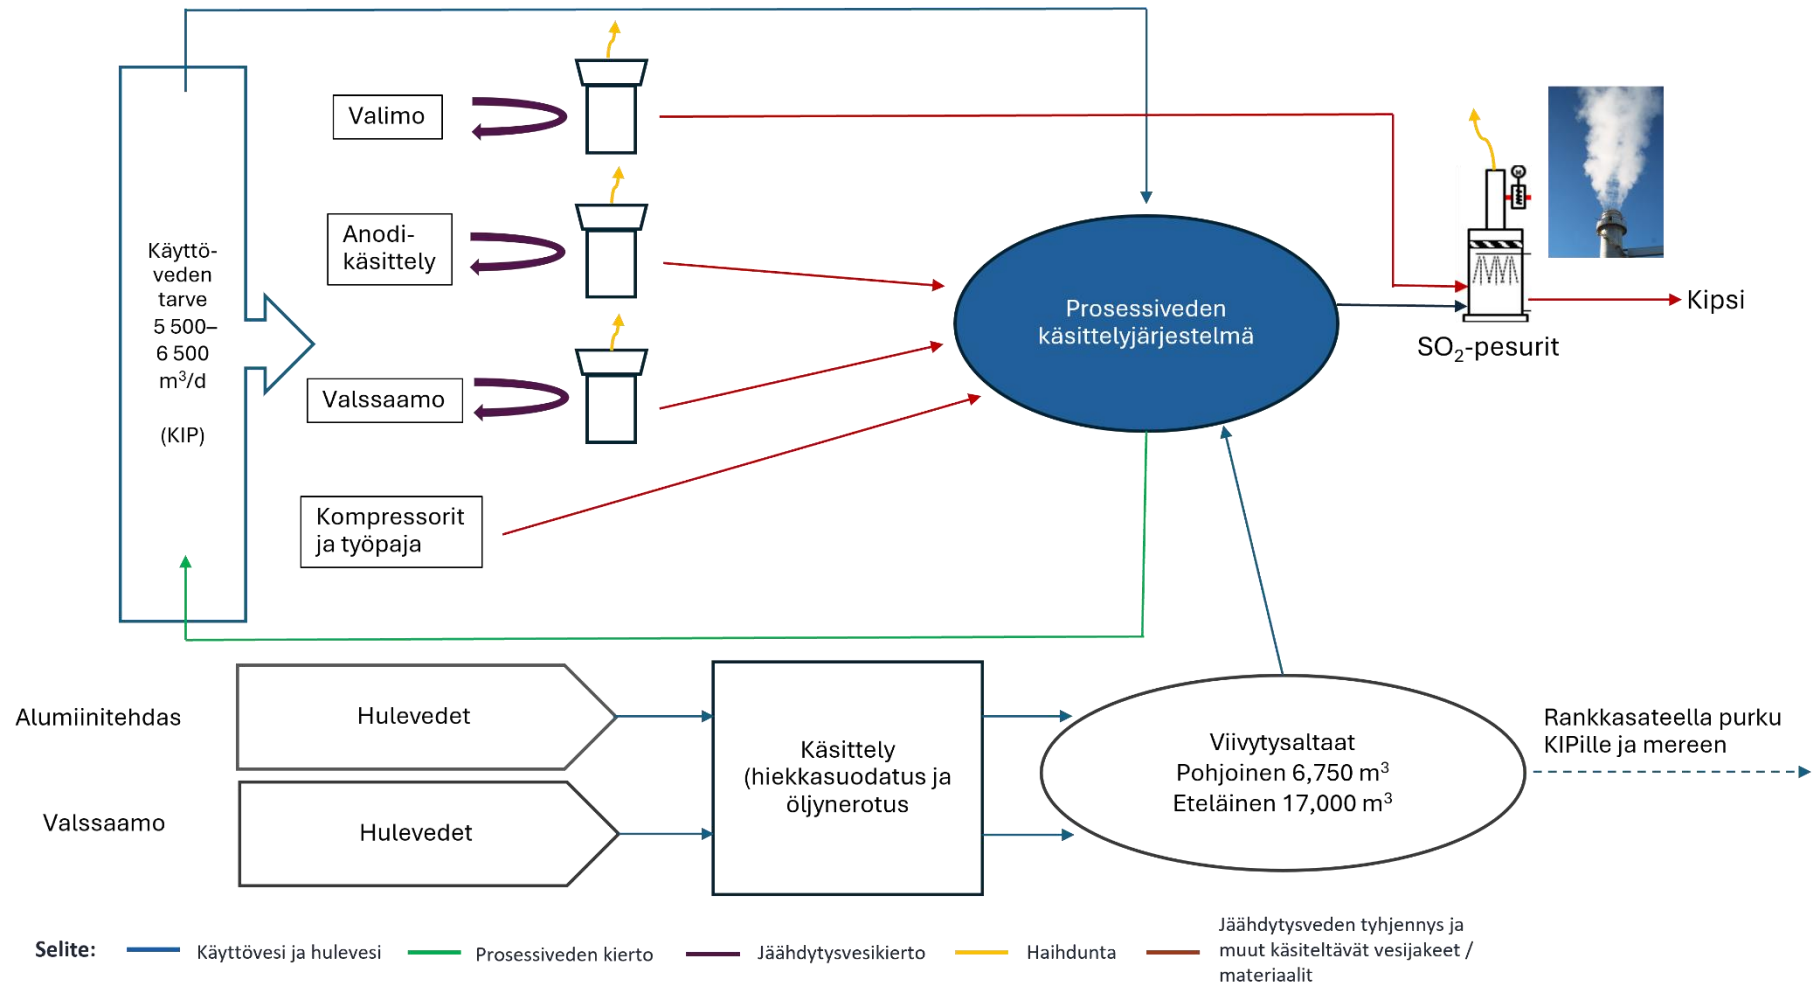 Käyttö-
veden
tarve
5 500–
6 500
m³/d
(KIP)
Valimo
Anodi-
käsittely
Valssaamo
Kompressorit
ja työpaja
Prosessiveden
käsittelyjärjestelmä
M
SO₂-pesurit
Kipsi
Alumiinitehdas
Hulevedet
Valssaamo
Hulevedet
Käsittely
(hiekkasuodatus ja
öljynerotus
Viivytysaltaat
Pohjoinen 6,750 m³
Eteläinen 17,000 m³
Rankkasateella purku
KIPille ja mereen
Selite:
Käyttövesi ja hulevesi
Prosessiveden kierto
Jäähdytysvesikierto
Haihdunta
Jäähdytysveden tyhjennys ja
muut käsiteltävät vesijakeet /
materiaalit